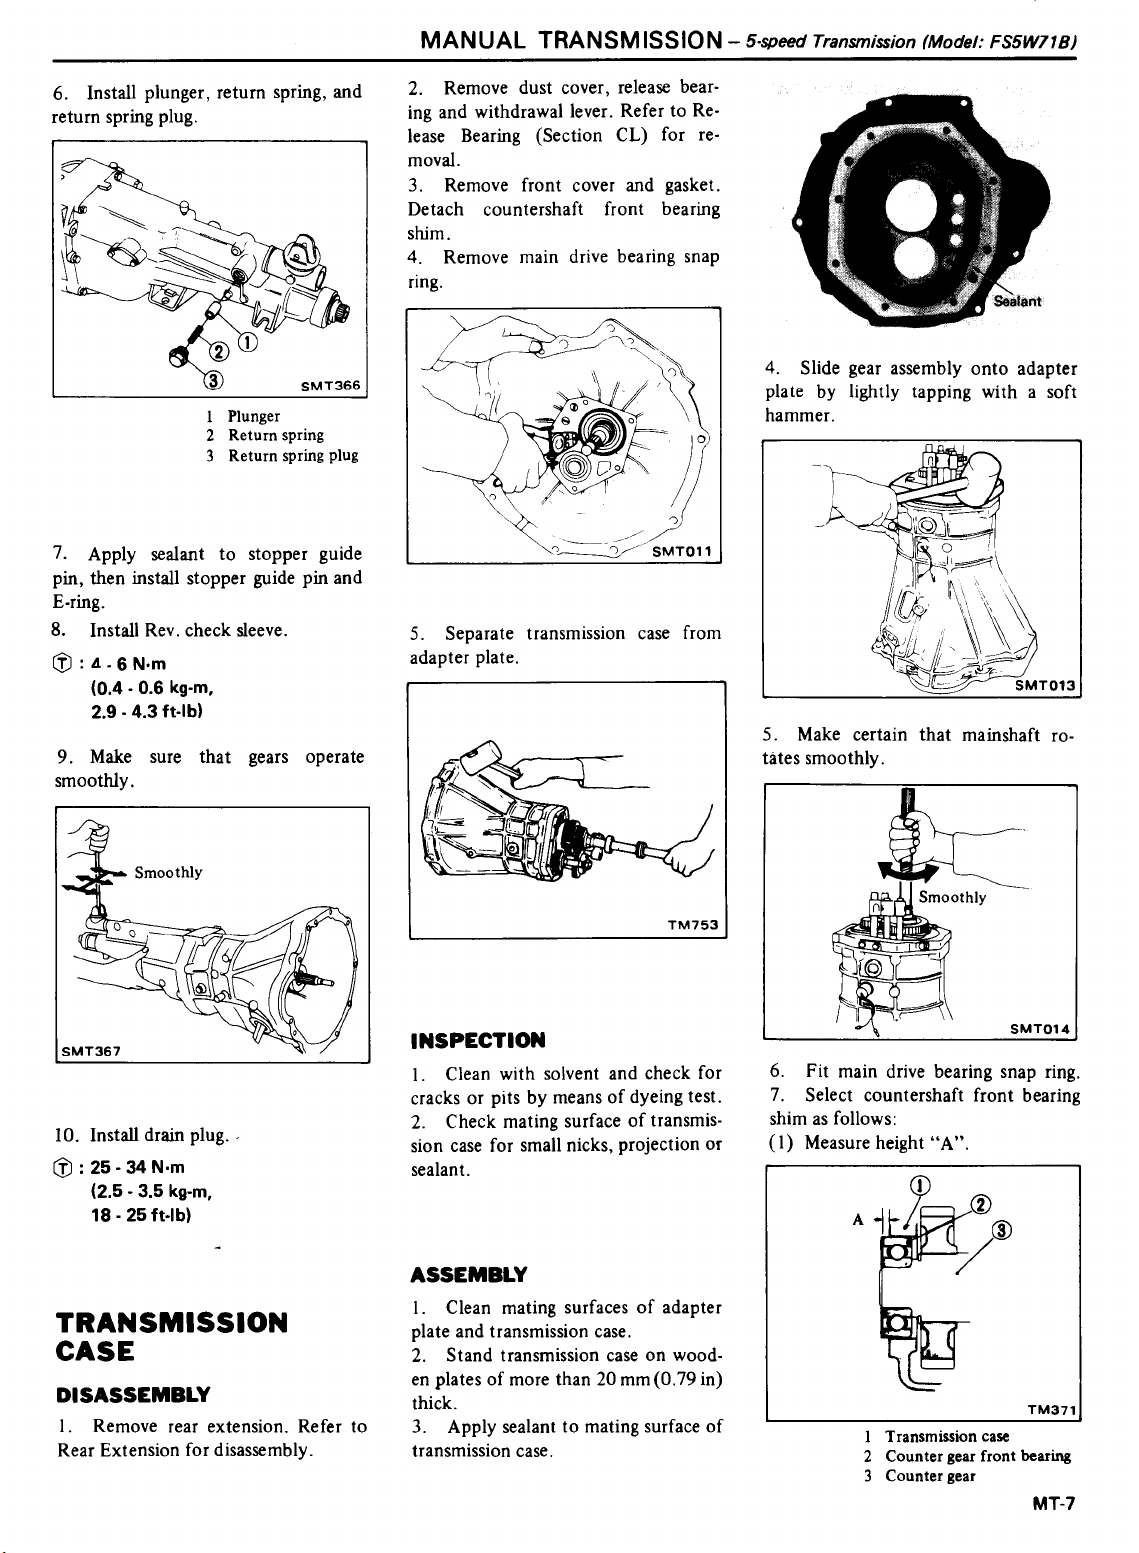 MANUAL TRANSMISSION – 5-speed Transmission (Model: FS5W71B)
6. Install plunger, return spring, and
return spring plug.
1
2
3
SMT366
1 Plunger
2 Return spring
3 Return spring plug
7. Apply sealant to stopper guide
pin, then install stopper guide pin and
E-ring.
8. Install Rev. check sleeve.
Ⓣ : 4 - 6 N·m
(0.4 - 0.6 kg-m,
2.9 - 4.3 ft-lb)
9. Make sure that gears operate
smoothly.
Smoothly
SMT367
10. Install drain plug.
Ⓣ : 25 - 34 N·m
(2.5 - 3.5 kg-m,
18 - 25 ft-lb)
TRANSMISSION
CASE
DISASSEMBLY
1. Remove rear extension. Refer to
Rear Extension for disassembly.
2. Remove dust cover, release bear-
ing and withdrawal lever. Refer to Re-
lease Bearing (Section CL) for re-
moval.
3. Remove front cover and gasket.
Detach countershaft front bearing
shim.
4. Remove main drive bearing snap
ring.
SMT011
5. Separate transmission case from
adapter plate.
TM753
INSPECTION
1. Clean with solvent and check for
cracks or pits by means of dyeing test.
2. Check mating surface of transmis-
sion case for small nicks, projection or
sealant.
ASSEMBLY
1. Clean mating surfaces of adapter
plate and transmission case.
2. Stand transmission case on wood-
en plates of more than 20 mm (0.79 in)
thick.
3. Apply sealant to mating surface of
transmission case.
Sealant
4. Slide gear assembly onto adapter
plate by lightly tapping with a soft
hammer.
SMT013
5. Make certain that mainshaft ro-
tates smoothly.
Smoothly
SMT014
6. Fit main drive bearing snap ring.
7. Select countershaft front bearing
shim as follows:
(1) Measure height “A”.
A
1
2
3
TM371
1 Transmission case
2 Counter gear front bearing
3 Counter gear
MT-7